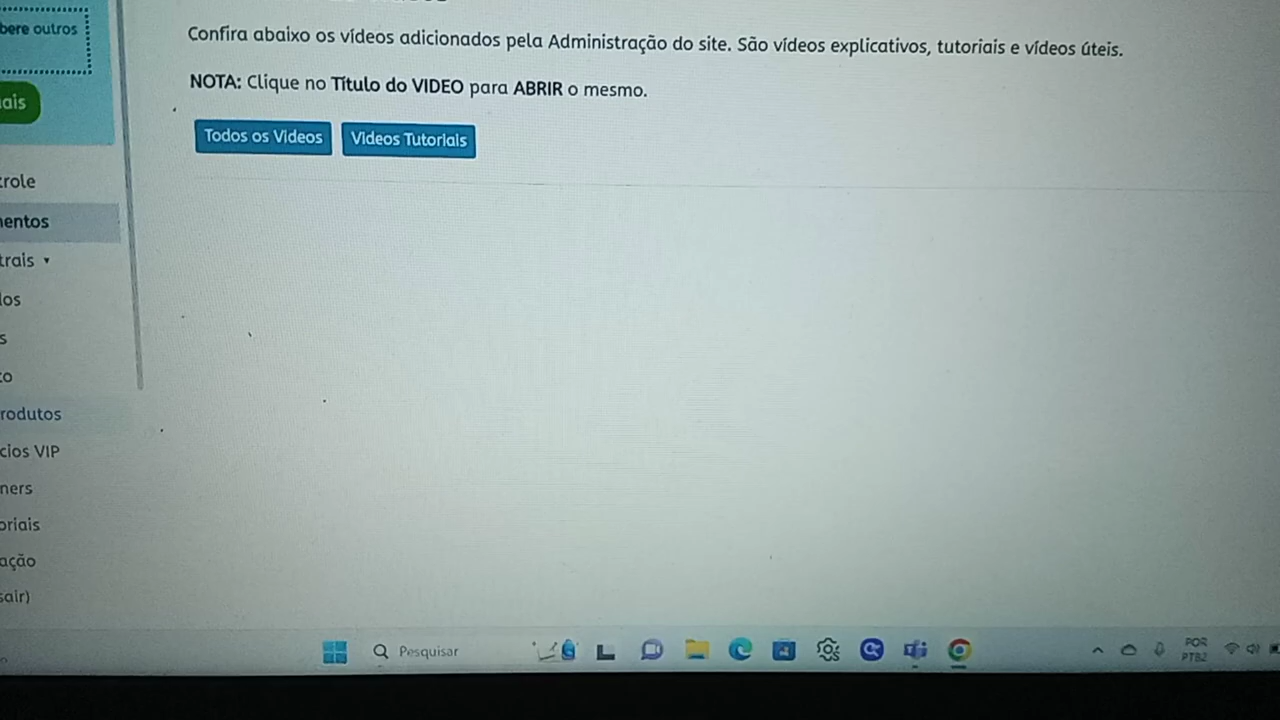 bere outros
Confira abaixo os vídeos adicionados pela Administração do site. São vídeos explicativos, tutoriais e vídeos úteis.
NOTA: Clique no Título do VIDEO para ABRIR o mesmo.
ais
Todos os Videos
Videos Tutoriais
trole
mentos
trais
los
s
to
rodutos
cios VIP
ners
oriais
ação
sair)
Pesquisar
POR
PTB2